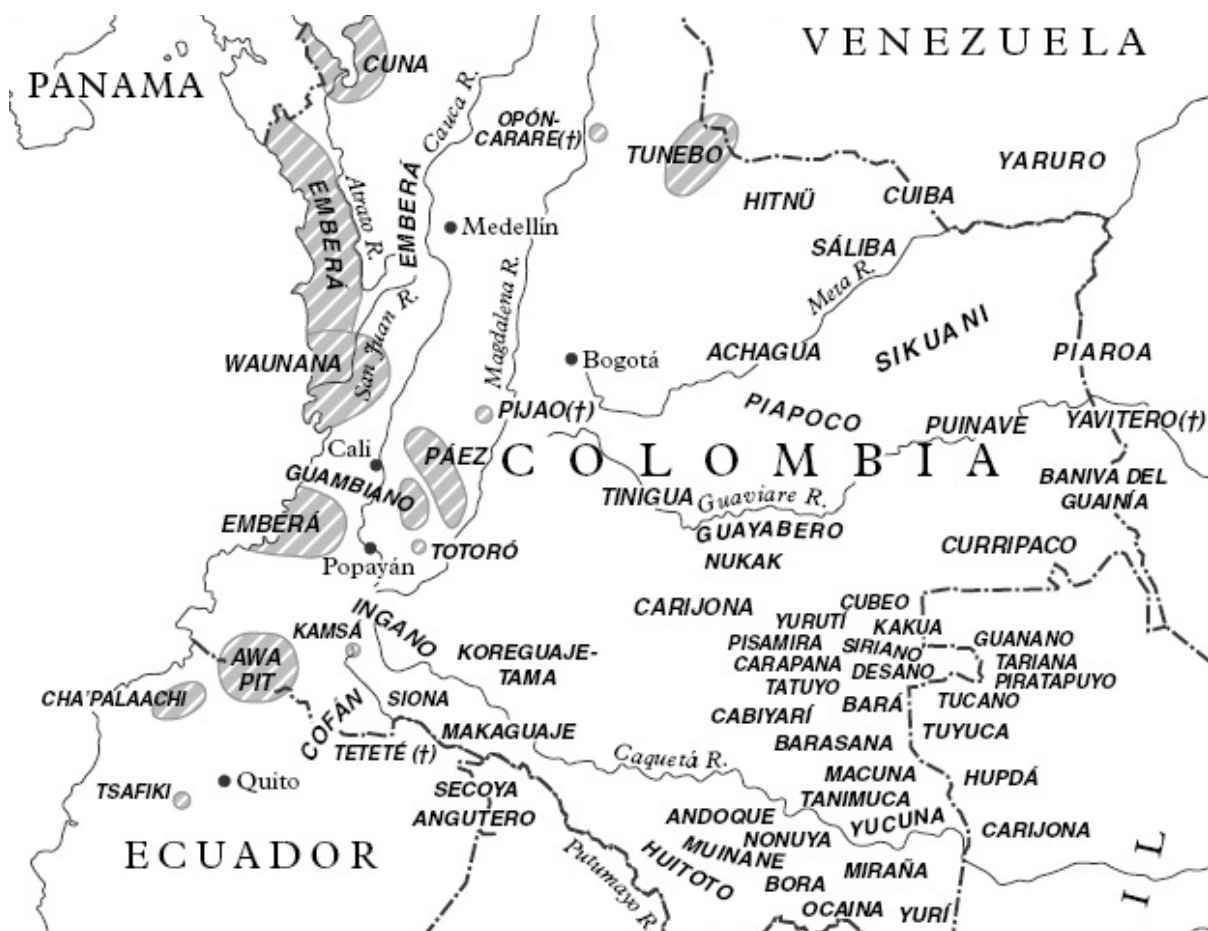 VENEZUELA
PANAMA
CUNA
Cauca R.
OPÓN-
CARARE(†)
TUNEBO
YARURO
HITNÜ
CUIBA
EMBERÁ
Atrato R.
EMBERÁ
Medellín
SÁLIBA
Meta R.
San Juan R.
Magdalena R.
SIKUANI
WAUNANA
Bogotá
ACHAGUA
PIAROA
PIJAO(†)
PIAPOCO
PUINAVE
YAVITERO(†)
Cali
PÁEZ
COLOMBIA
GUAMBIANO
TINIGUA
Guaviare R.
BANIVA DEL
GUAINÍA
EMBERÁ
GUAYABERO
Popayán
TOTORÓ
NUKAK
CURRIPACO
INGANO
CARIJONA
CUBEO
YURUTÍ
KAKUA
KAMSÁ
PISAMIRA
SIRIANO
GUANANO
AWA
PIT
KOREGUAJE-
TAMA
CARAPANA
DESANO
TARIANA
PIRATAPUYO
CHA'PALAACHI
SIONA
TATUYO
BARÁ
TUCANO
COFÁN
CABIYARÍ
TETETÉ (†)
MAKAGUAJE
BARASANA
TUYUCA
Caquetá R.
TSAFIKI
Quito
SECOYA
MACUNA
HUPDÁ
ANGUTERO
TANIMUCA
ANDOQUE
YUCUNA
CARIJONA
ECUADOR
NONUYA
MUINANE
HUITOTO
MIRAÑA
BORA
Putumayo R.
OCAINA
YURÍ
I L